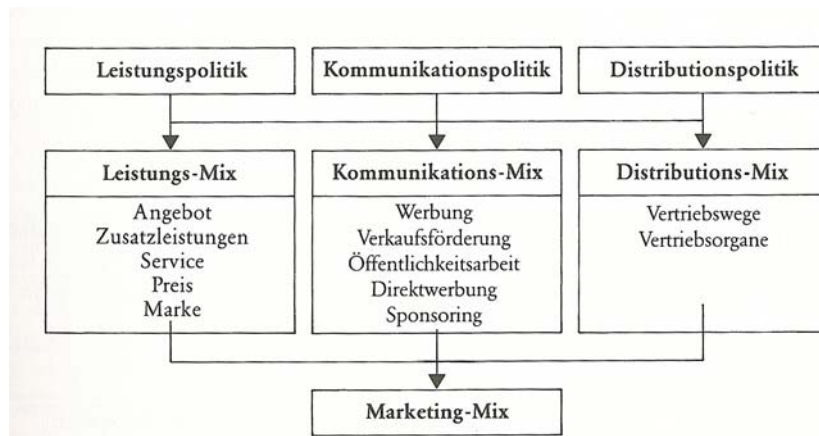 Leistungspolitik
Kommunikationspolitik
Distributionspolitik
Leistungs-Mix
Angebot
Zusatzleistungen
Service
Preis
Marke
Kommunikations-Mix
Werbung
Verkaufsförderung
Öffentlichkeitsarbeit
Direktwerbung
Sponsoring
Distributions-Mix
Vertriebswege
Vertriebsorgane
Marketing-Mix